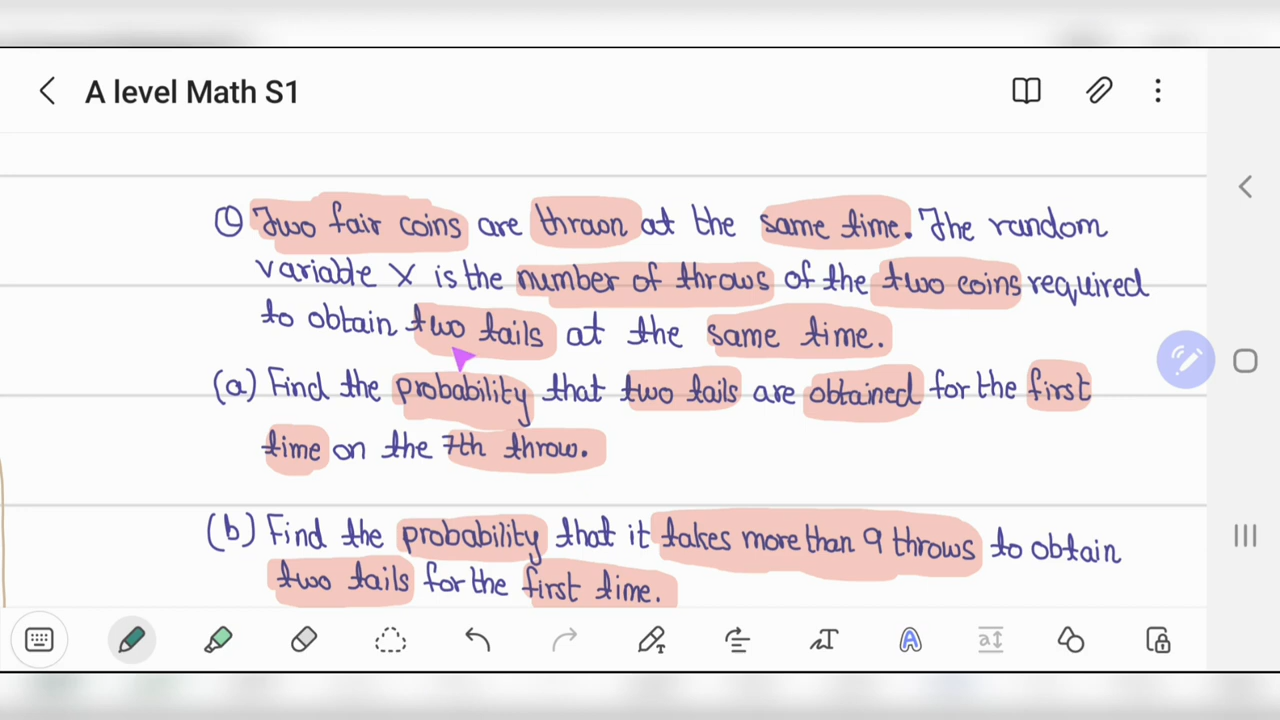 A level Math S1
① Two fair coins are thrown at the same time. The random
variable X is the number of throws of the two coins required
to obtain two tails at the same time.
(a) Find the probability that two tails are obtained for the first
time on the 7th throw.
(b) Find the probability that it takes more than 9 throws to obtain
two tails for the first time.